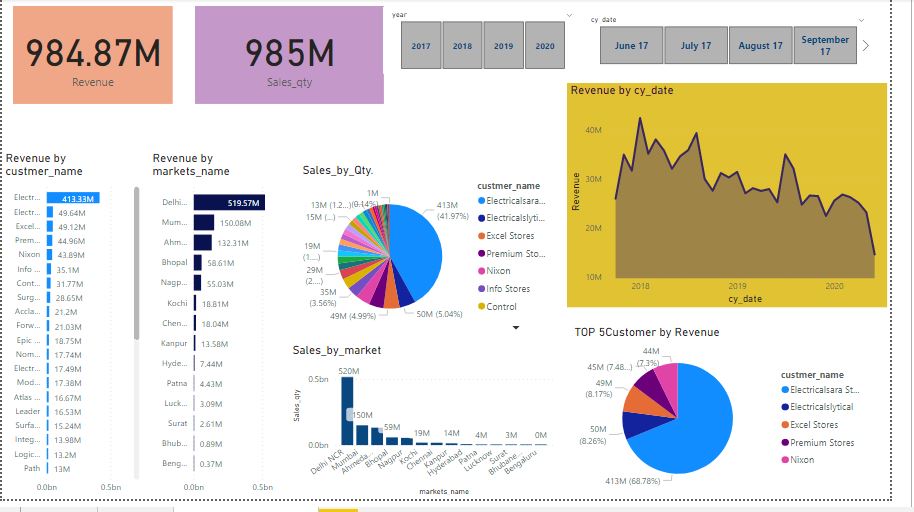 984.87M
Revenue
985M
Sales_qty
year
2017
2018
2019
2020
cy_date
June 17
July 17
August 17
September
17
Revenue by
custmer_name
Electr...
413.33M
Electr...
49.64M
Excel...
49.12M
Prem...
44.96M
Nixon
43.89M
Info ...
35.1M
Cont...
31.77M
Surg...
28.65M
Accla...
21.2M
Forw...
21.03M
Epic ...
18.75M
Nom...
17.74M
Electr...
17.49M
Mod...
17.38M
Atlas ...
16.67M
Leader
16.53M
Surfa...
15.24M
Integ...
13.98M
Logic...
13.2M
Path
13M
0.0bn
0.5bn
Revenue by
markets_name
Delhi...
519.57M
Mum...
150.08M
Ahm...
132.31M
Bhopal
58.61M
Nagp...
55.03M
Kochi
18.81M
Chen...
18.04M
Kanpur
13.58M
Hyde...
7.44M
Patna
4.43M
Luck...
3.09M
Surat
2.61M
Bhub...
0.89M
Beng...
0.37M
0.0bn
0.5bn
Sales_by_Qty.
1M
(0.14%)
13M (1.2...)
15M (...)
19M
(1....)
29M
(2....)
35M
(3.56%)
49M (4.99%)
50M (5.04%)
413M
(41.97%)
custmer_name
Electricalsara...
Electricalslyti...
Excel Stores
Premium Sto...
Nixon
Info Stores
Control
Revenue by cy_date
Revenue
40M
30M
20M
10M
2018
2019
2020
cy_date
Sales_by_market
Sales_qty
0.5bn
0.0bn
520M
150M
59M
19M
14M
4M
3M
0M
Delhi NCR
Mumbai
Ahmeda...
Bhopal
Nagpur
Kochi
Chennai
Kanpur
Hyderabad
Patna
Lucknow
Surat
Bhubane...
Bengaluru
markets_name
TOP 5Customer by Revenue
44M
(7.3%)
45M (7.48...)
49M
(8.17%)
50M
(8.26%)
413M (68.78%)
custmer_name
Electricalsara St...
Electricalslytical
Excel Stores
Premium Stores
Nixon